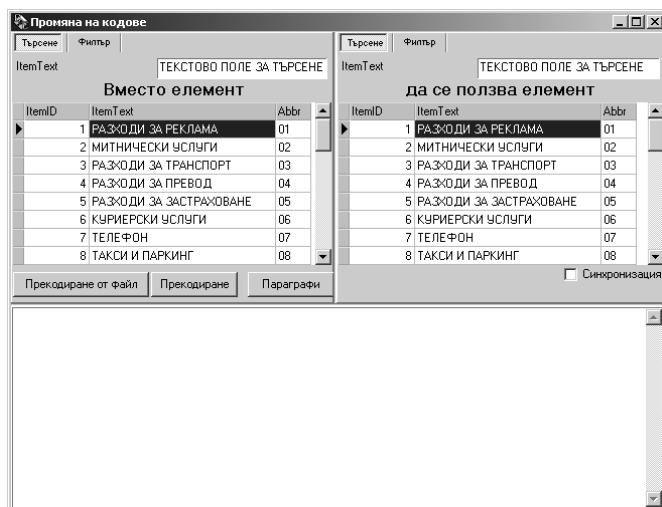 Промяна на кодове
Търсене Филтър
ItemText ТЕКСТОВО ПОЛЕ ЗА ТЪРСЕНЕ
Вместо елемент
ItemID ItemText Abbr
1 РАЗХОДИ ЗА РЕКЛАМА 01
2 МИТНИЧЕСКИ УСЛУГИ 02
3 РАЗХОДИ ЗА ТРАНСПОРТ 03
4 РАЗХОДИ ЗА ПРЕВОД 04
5 РАЗХОДИ ЗА ЗАСТРАХОВАНЕ 05
6 КУРИЕРСКИ УСЛУГИ 06
7 ТЕЛЕФОН 07
8 ТАКСИ И ПАРКИНГ 08
Прекодиране от файл Прекодиране Параграфи
Търсене Филтър
ItemText ТЕКСТОВО ПОЛЕ ЗА ТЪРСЕНЕ
да се ползва елемент
ItemID ItemText Abbr
1 РАЗХОДИ ЗА РЕКЛАМА 01
2 МИТНИЧЕСКИ УСЛУГИ 02
3 РАЗХОДИ ЗА ТРАНСПОРТ 03
4 РАЗХОДИ ЗА ПРЕВОД 04
5 РАЗХОДИ ЗА ЗАСТРАХОВАНЕ 05
6 КУРИЕРСКИ УСЛУГИ 06
7 ТЕЛЕФОН 07
8 ТАКСИ И ПАРКИНГ 08
Синхронизация